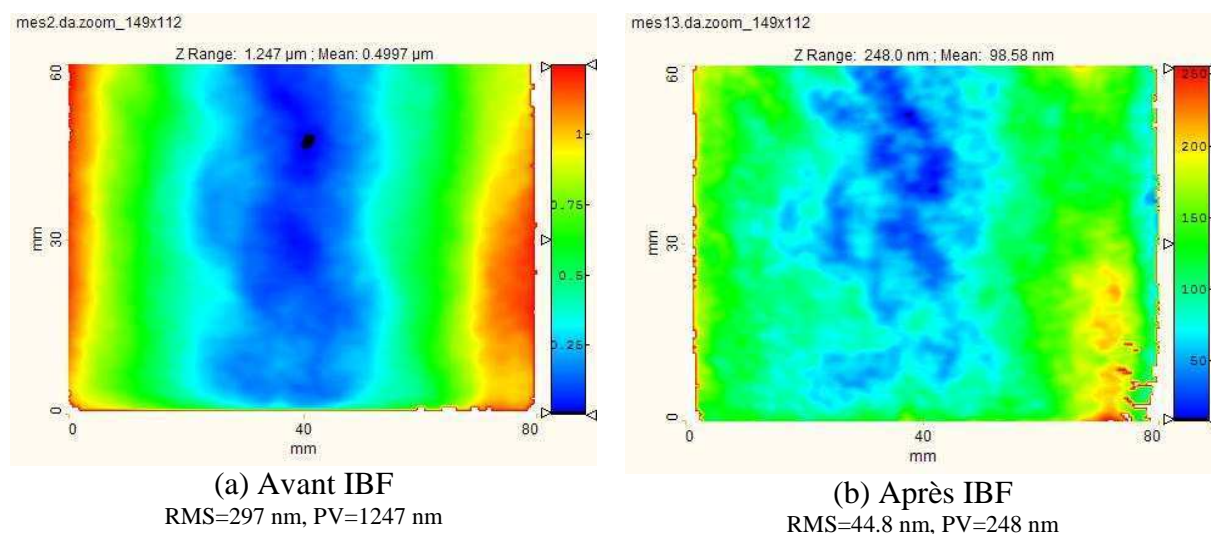 mes2.da.zoom_149x112
Z Range: 1.247 µm ; Mean: 0.4997 µm
60
30
0
mm
0
40
80
mm
1
0.75
0.5
0.25
(a) Avant IBF
RMS=297 nm, PV=1247 nm
mes13.da.zoom_149x112
Z Range: 248.0 nm ; Mean: 98.58 nm
60
30
0
mm
0
40
80
mm
250
200
150
100
50
(b) Après IBF
RMS=44.8 nm, PV=248 nm